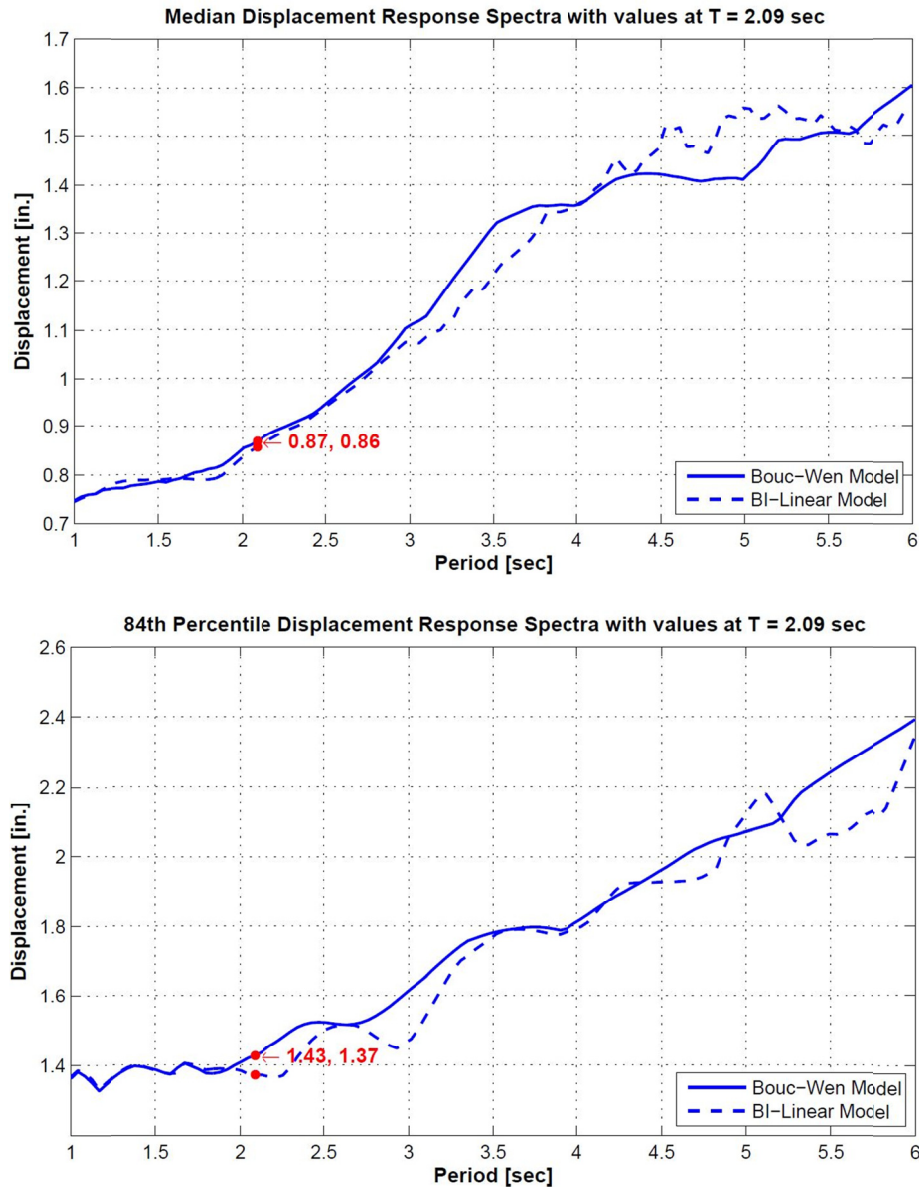 Median Displacement Response Spectra with values at T = 2.09 sec
1.7
1.6
1.5
1.4
1.3
1.2
1.1
1
0.9
0.8
0.7
Displacement [in.]
← 0.87, 0.86
Bouc−Wen Model
BI−Linear Model
1 1.5 2 2.5 3 3.5 4 4.5 5 5.5 6
Period [sec]
84th Percentile Displacement Response Spectra with values at T = 2.09 sec
2.6
2.4
2.2
2
1.8
1.6
1.4
Displacement [in.]
← 1.43, 1.37
Bouc−Wen Model
BI−Linear Model
1 1.5 2 2.5 3 3.5 4 4.5 5 5.5 6
Period [sec]